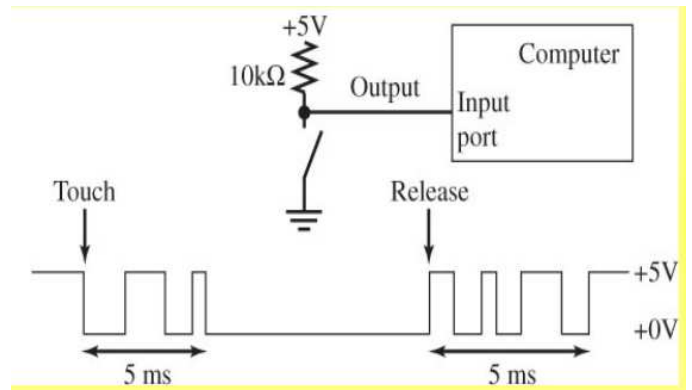 +5V
10kΩ
Output
Computer
Input
port
Touch
Release
+5V
+0V
5 ms
5 ms